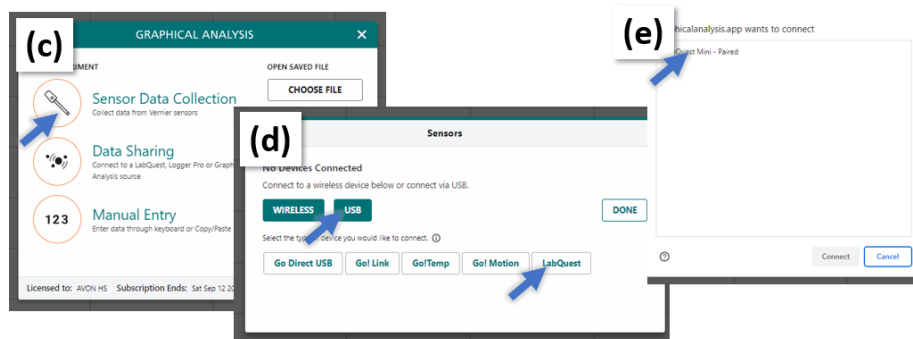 (c)
GRAPHICAL ANALYSIS
OPEN SAVED FILE
CHOOSE FILE
Sensor Data Collection
Collect data from Vernier sensors
Data Sharing
Connect to a LabQuest, Logger Pro or Graph
Analysis source
123
Manual Entry
Enter data through keyboard or Copy/Paste
Licensed to: AVON HS Subscription Ends: Sat Sep 12 20
(d)
Sensors
No Devices Connected
Connect to a wireless device below or connect via USB.
WIRELESS USB DONE
Select the type device you would like to connect.
Go Direct USB Go! Link Go!Temp Go! Motion LabQuest
(e)
hicalanalysis.app wants to connect
Quest Mini - Paired
Connect Cancel